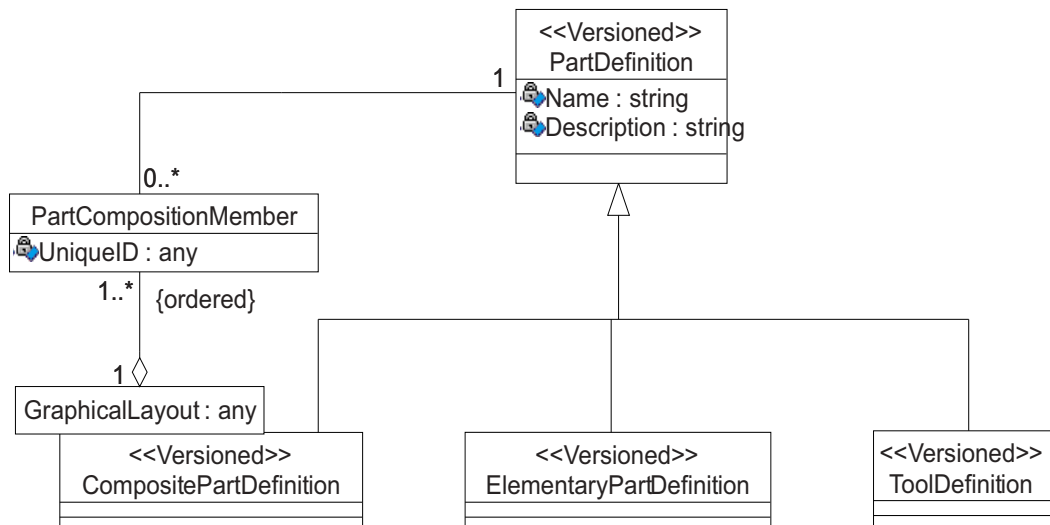 <<Versioned>>
PartDefinition
1
Name : string
Description : string
0..*
PartCompositionMember
UniqueID : any
1..*
{ordered}
1
GraphicalLayout : any
<<Versioned>>
CompositePartDefinition
<<Versioned>>
ElementaryPartDefinition
<<Versioned>>
ToolDefinition